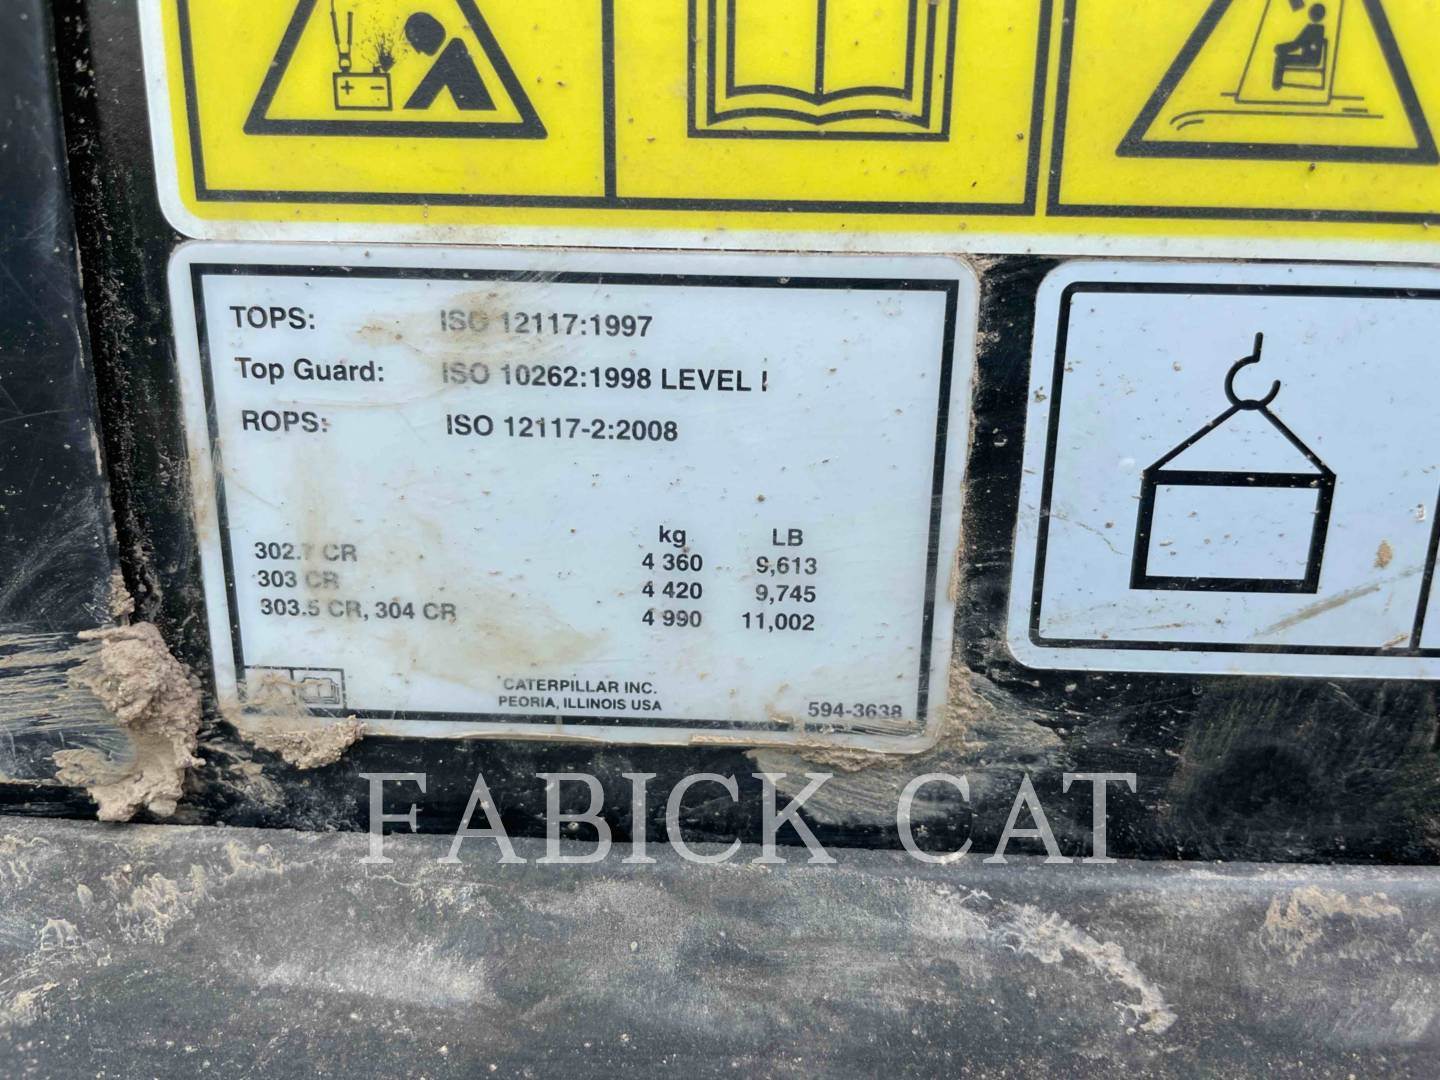 TOPS: ISO 12117:1997
Top Guard: ISO 10262:1998 LEVEL I
ROPS: ISO 12117-2:2008
kg LB
302.7 CR 4 360 9,613
303 CR 4 420 9,745
303.5 CR, 304 CR 4 990 11,002
CATERPILLAR INC.
PEORIA, ILLINOIS USA
594-3638
FABICK CAT